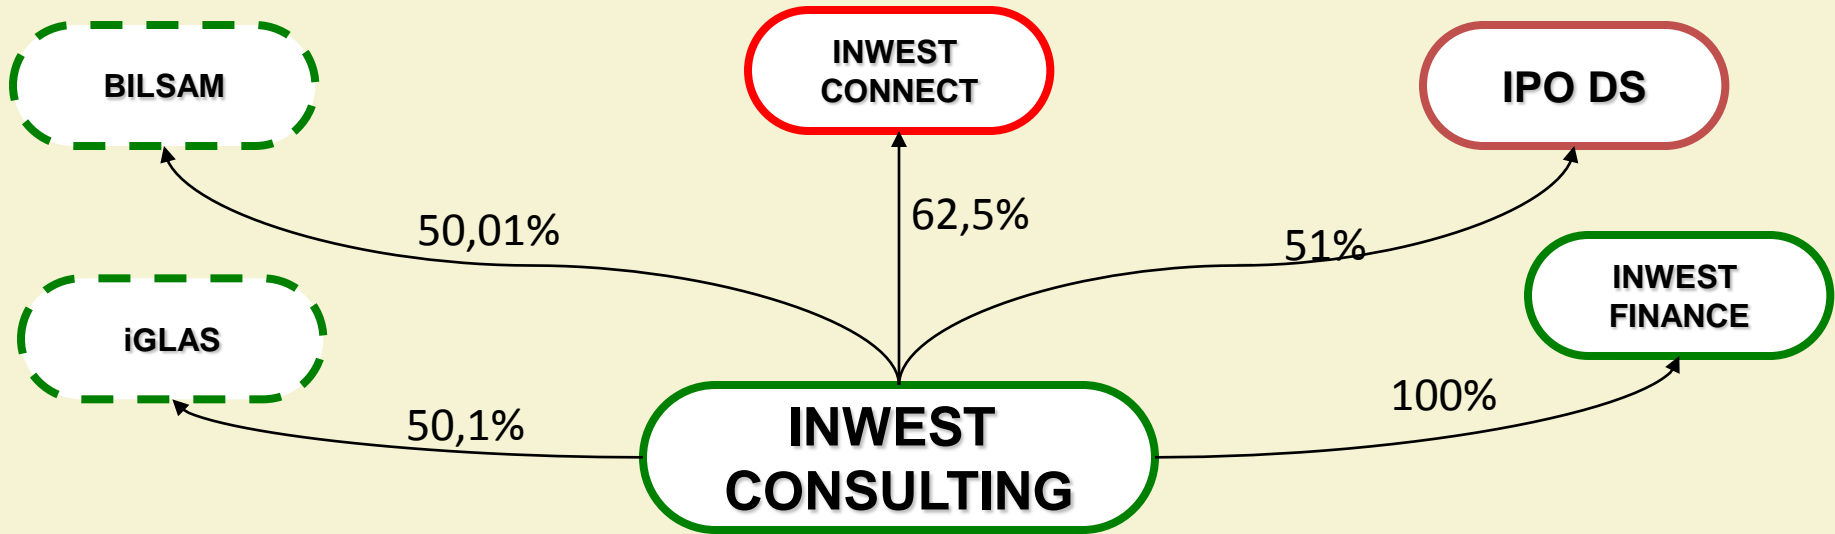 BILSAM
INWEST
CONNECT
IPO DS
50,01%
62,5%
51%
iGLAS
INWEST
FINANCE
50,1%
100%
INWEST
CONSULTING